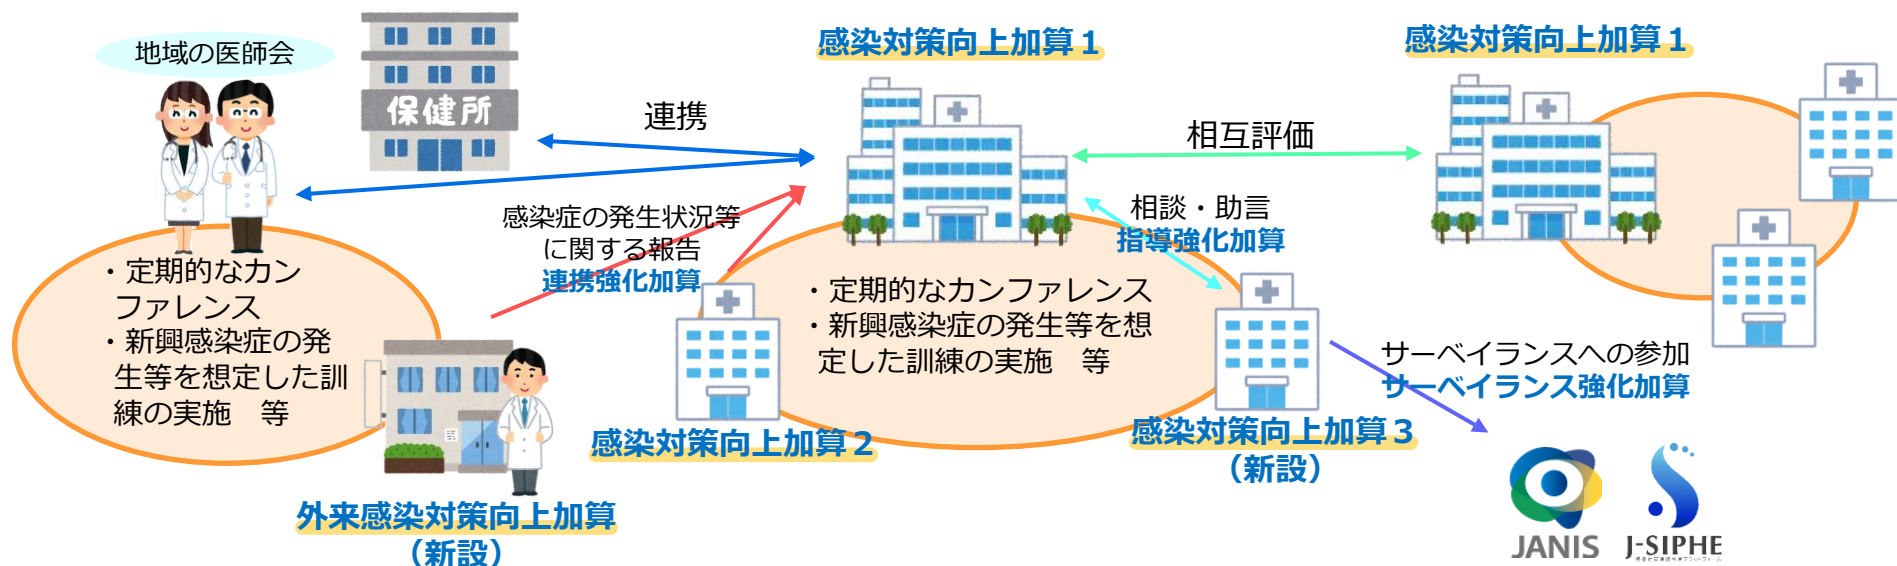 地域の医師会
保健所
連携
感染対策向上加算１
相互評価
感染対策向上加算１
感染症の発生状況等
に関する報告
連携強化加算
相談・助言
指導強化加算
・定期的なカン
ファレンス
・新興感染症の発
生等を想定した訓
練の実施　等
・定期的なカンファレンス
・新興感染症の発生等を想
定した訓練の実施　等
サーベイランスへの参加
サーベイランス強化加算
感染対策向上加算２
感染対策向上加算３
（新設）
外来感染対策向上加算
（新設）
JANIS
J-SIPHE